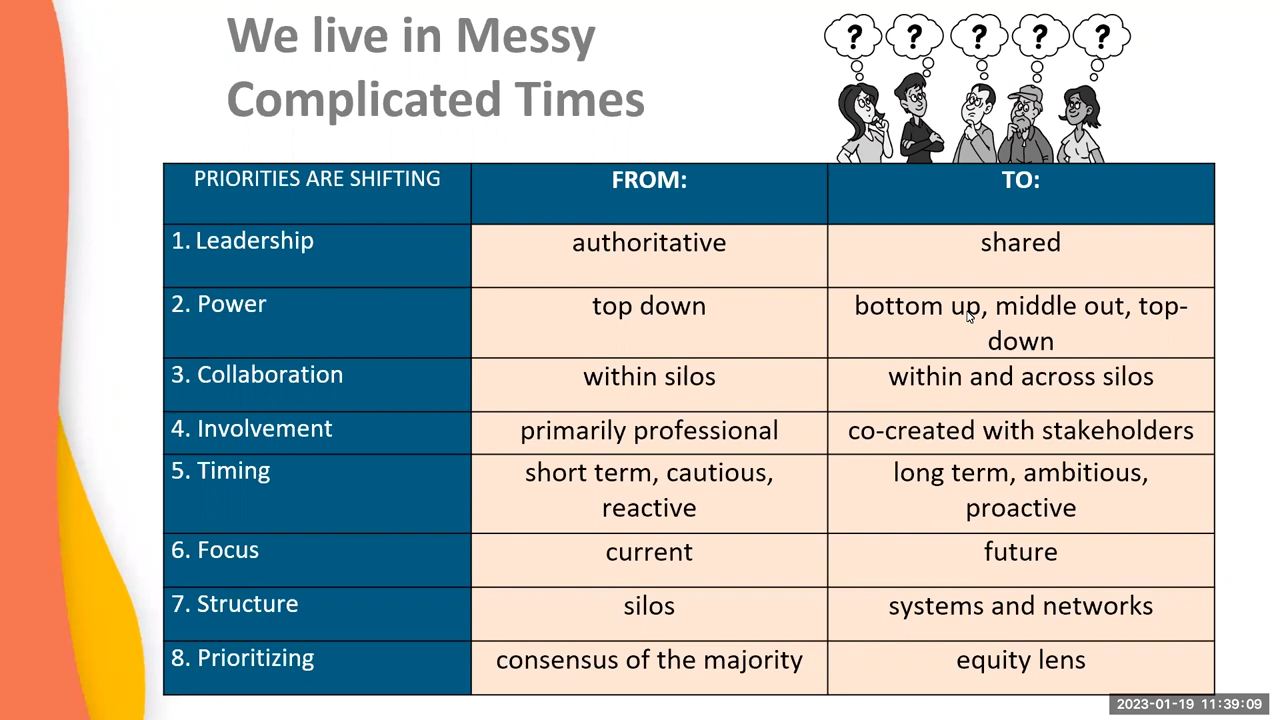 We live in Messy
Complicated Times
? ? ? ? ?
PRIORITIES ARE SHIFTING FROM: TO:
1. Leadership authoritative shared
2. Power top down bottom up, middle out, top-
down
3. Collaboration within silos within and across silos
4. Involvement primarily professional co-created with stakeholders
5. Timing short term, cautious, long term, ambitious,
reactive proactive
6. Focus current future
7. Structure silos systems and networks
8. Prioritizing consensus of the majority equity lens
2023-01-19 11:39:09